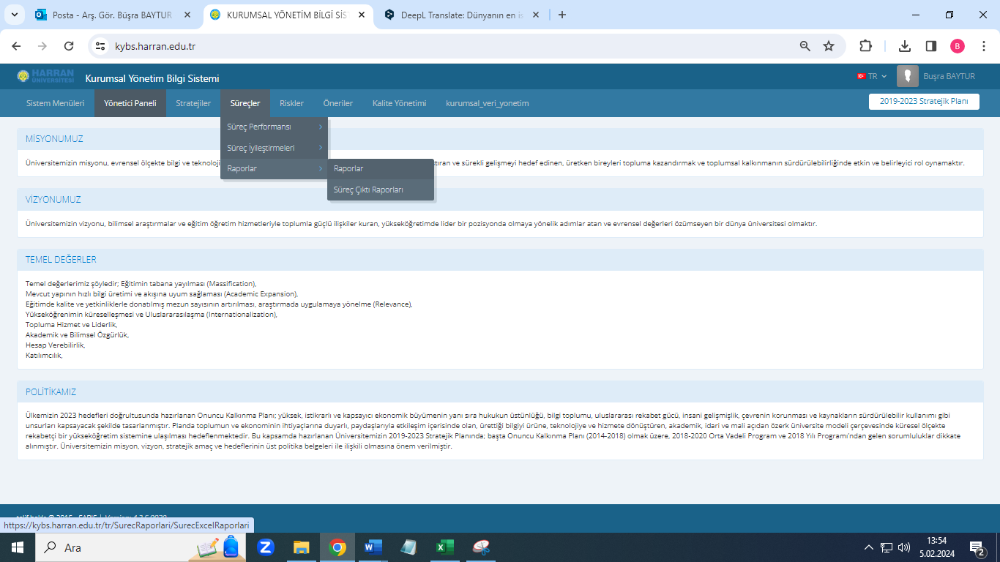 Posta - Arş. Gör. Büşra BAYTUR
KURUMSAL YÖNETİM BİLGİ SİS
DeepL Translate: Dünyanın en is
kybs.harran.edu.tr
B
HARRAN
ÜNİVERSİTESİ
Kurumsal Yönetim Bilgi Sistemi
TR
Buşra BAYTUR
Sistem Menüleri
Yönetici Paneli
Stratejiler
Süreçler
Riskler
Öneriler
Kalite Yönetimi
kurumsal_veri_yonetim
2019-2023 Stratejik Planı
Süreç Performansı
Süreç İyileştirmeleri
Raporlar
Raporlar
Süreç Çıktı Raporları
MİSYONUMUZ
Üniversitemizin misyonu, evrensel ölçekte bilgi ve teknoloji ştıran ve sürekli gelişmeyi hedef edinen, üretken bireyleri topluma kazandırmak ve toplumsal kalkınmanın sürdürülebilirliğinde etkin ve belirleyici rol oynamaktır.
VİZYONUMUZ
Üniversitemizin vizyonu, bilimsel araştırmalar ve eğitim öğretim hizmetleriyle toplumla güçlü ilişkiler kuran, yükseköğretimde lider bir pozisyonda olmaya yönelik adımlar atan ve evrensel değerleri özümseyen bir dünya üniversitesi olmaktır.
TEMEL DEĞERLER
Temel değerlerimiz şöyledir; Eğitimin tabana yayılması (Massification),
Mevcut yapının hızlı bilgi üretimi ve akışına uyum sağlaması (Academic Expansion),
Eğitimde kalite ve yetkinliklerle donatılmış mezun sayısının artırılması, araştırmada uygulamaya yönelme (Relevance),
Yükseköğrenimin küreselleşmesi ve Uluslararasılaşma (Internationalization),
Topluma Hizmet ve Liderlik,
Akademik ve Bilimsel Özgürlük,
Hesap Verebilirlik,
Katılımcılık,
POLİTİKAMIZ
Ülkemizin 2023 hedefleri doğrultusunda hazırlanan Onuncu Kalkınma Planı; yüksek, istikrarlı ve kapsayıcı ekonomik büyümenin yanı sıra hukukun üstünlüğü, bilgi toplumu, uluslararası rekabet gücü, insani gelişmişlik, çevrenin korunması ve kaynakların sürdürülebilir kullanımı gibi
unsurları kapsayacak şekilde tasarlanmıştır. Planda toplumun ve ekonominin ihtiyaçlarına duyarlı, paydaşlarıyla etkileşim içerisinde olan, ürettiği bilgiyi ürüne, teknolojiye ve hizmete dönüştüren, akademik, idari ve mali açıdan özerk üniversite modeli çerçevesinde küresel ölçekte
rekabetçi bir yükseköğretim sistemine ulaşılması hedeflenmektedir. Bu kapsamda hazırlanan Üniversitemizin 2019-2023 Stratejik Planında; başta Onuncu Kalkınma Planı (2014-2018) olmak üzere, 2018-2020 Orta Vadeli Program ve 2018 Yılı Programı'ndan gelen sorumluluklar dikkate
alınmıştır. Üniversitemizin misyon, vizyon, stratejik amaç ve hedeflerinin üst politika belgeleri ile ilişkili olmasına önem verilmiştir.
https://kybs.harran.edu.tr/tr/SurecRaporlari/SurecExcelRaporlari
Ara
13:54
5.02.2024
2